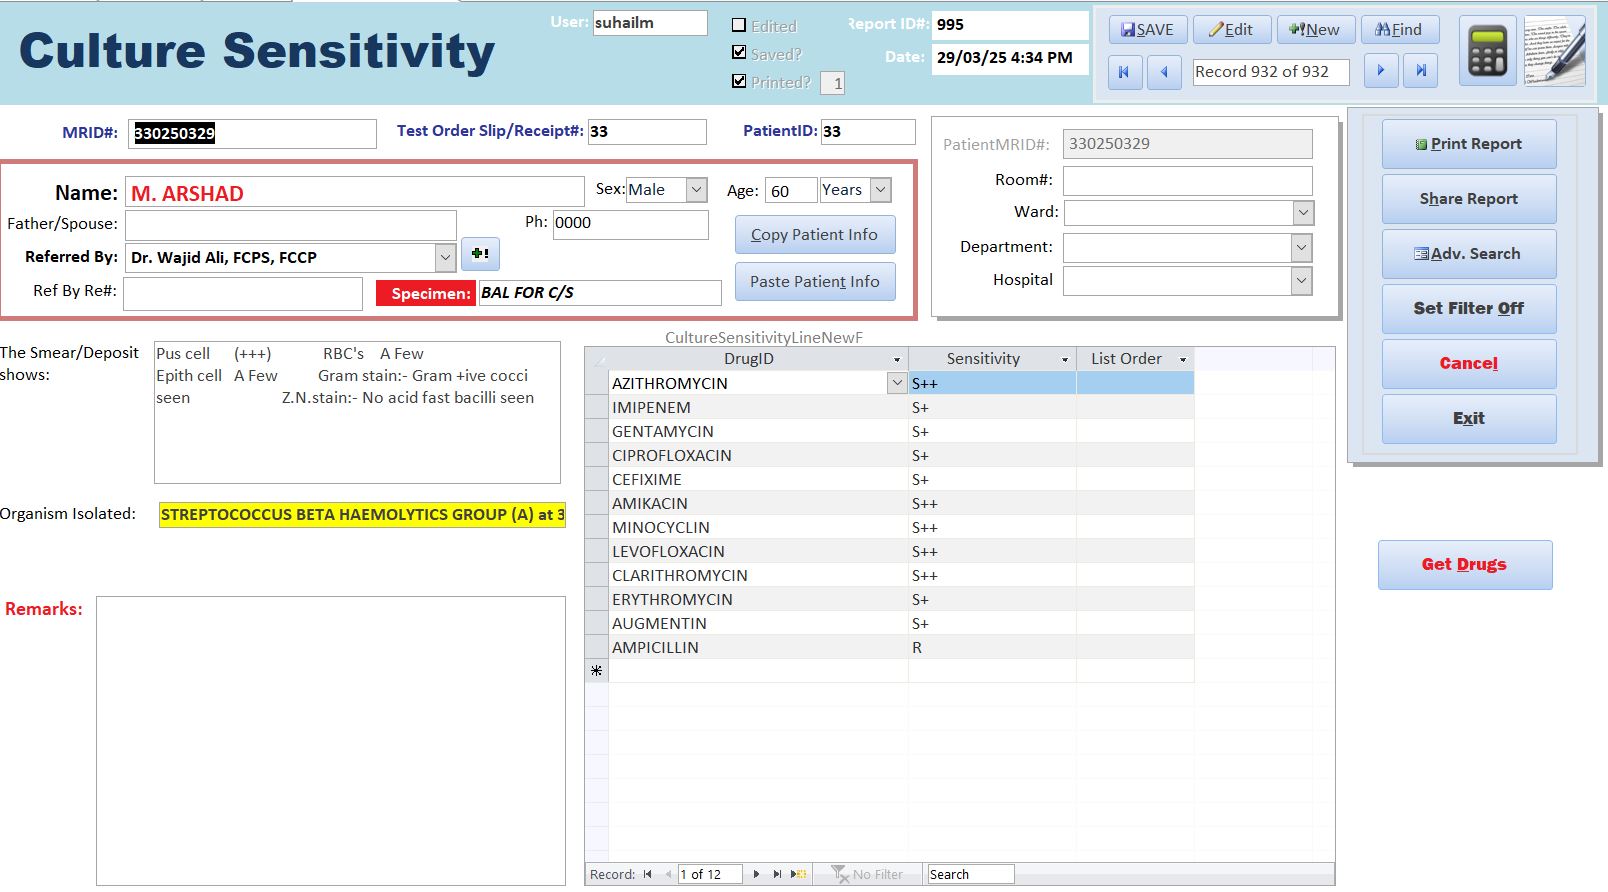 User: suhailm
Edited
Saved?
Printed? 1
Report ID#: 995
Date: 29/03/25 4:34 PM
SAVE Edit New Find
Record 932 of 932
Culture Sensitivity
MRID#: 330250329
Test Order Slip/Receipt#: 33
PatientID: 33
Name: M. ARSHAD
Sex: Male
Age: 60 Years
Father/Spouse:
Ph: 0000
Referred By: Dr. Wajid Ali, FCPS, FCCP
Ref By Re#:
Specimen: BAL FOR C/S
Copy Patient Info
Paste Patient Info
PatientMRID#: 330250329
Room#:
Ward:
Department:
Hospital
Print Report
Share Report
Adv. Search
Set Filter Off
Cancel
Exit
The Smear/Deposit
shows:
Pus cell (+++) RBC's A Few
Epith cell A Few Gram stain:- Gram +ive cocci
seen Z.N.stain:- No acid fast bacilli seen
Organism Isolated: STREPTOCOCCUS BETA HAEMOLYTICS GROUP (A) at 3
Remarks:
CultureSensitivityLineNewF
DrugID Sensitivity List Order
AZITHROMYCIN S++
IMIPENEM S+
GENTAMYCIN S+
CIPROFLOXACIN S+
CEFIXIME S+
AMIKACIN S++
MINOCYCLIN S++
LEVOFLOXACIN S++
CLARITHROMYCIN S++
ERYTHROMYCIN S+
AUGMENTIN S+
AMPICILLIN R
Record: 1 of 12 No Filter Search
Get Drugs